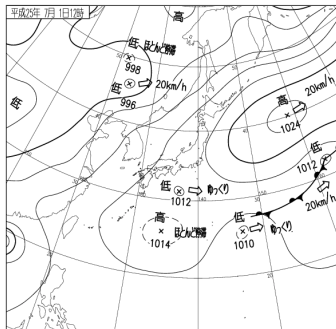 平成25年 7月 1日12時
高
低 ほとんど停滞
998
低
20km/h
996
低
高
20km/h
1024
低
1012
低 ゆっくり
1012
20km/h
高
ほとんど停滞
1014
低
ゆっくり
1010